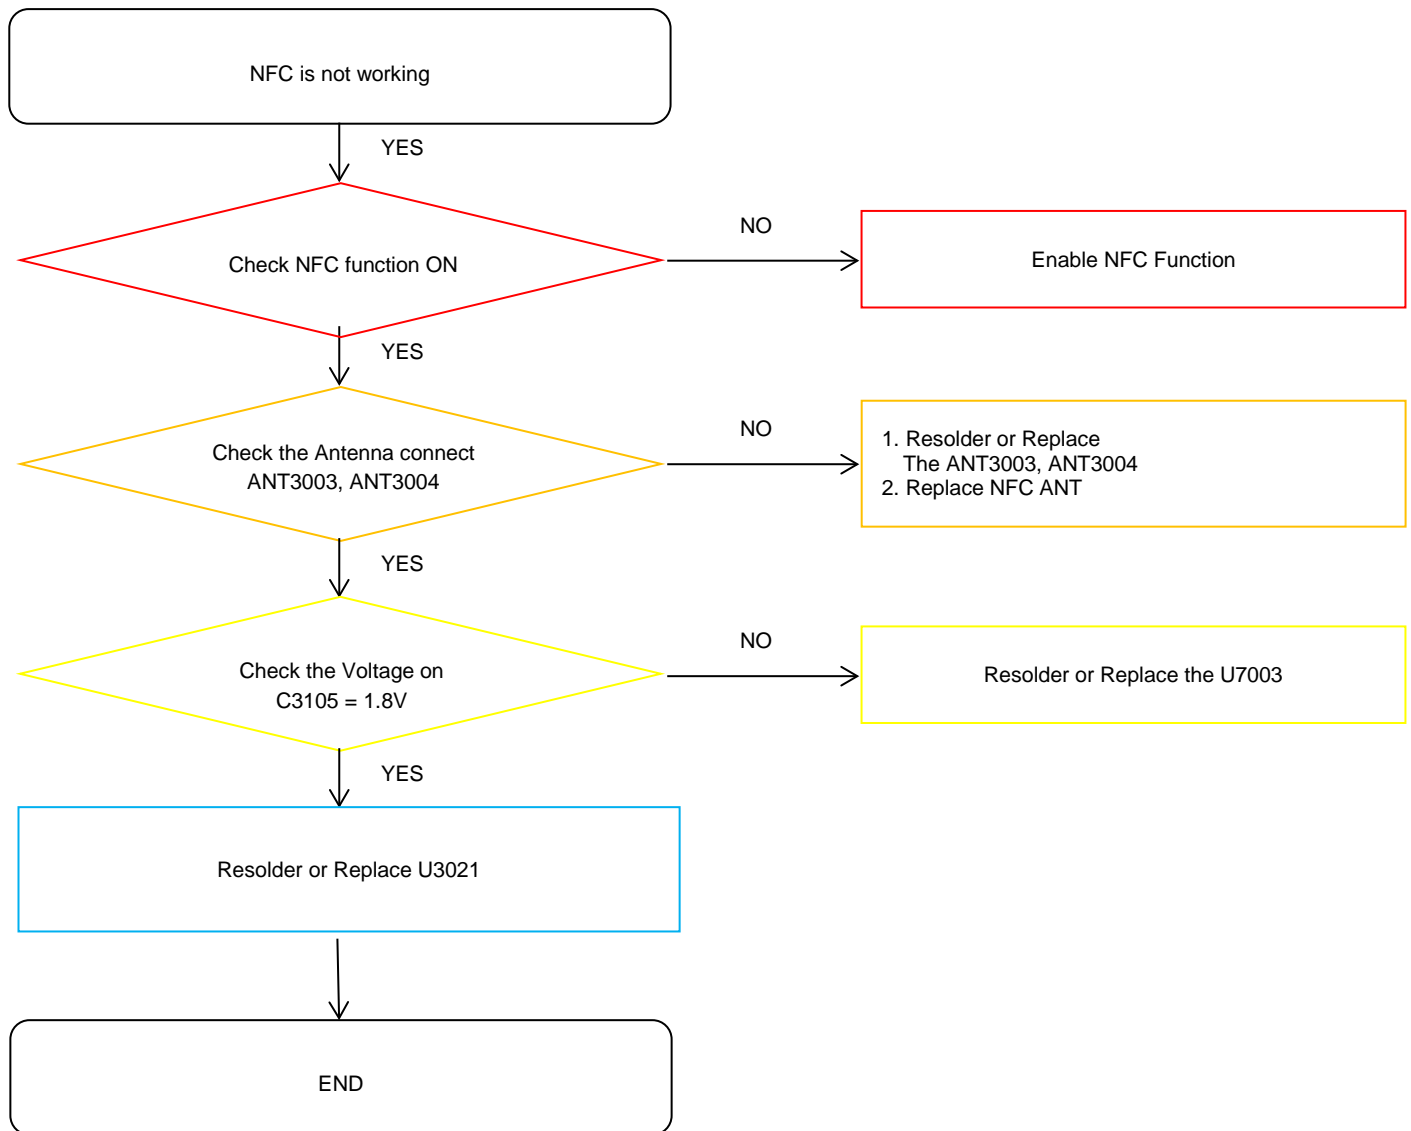 NFC is not working
YES
Check NFC function ON
NO
Enable NFC Function
YES
Check the Antenna connect
ANT3003, ANT3004
NO
1. Resolder or Replace
The ANT3003, ANT3004
2. Replace NFC ANT
YES
Check the Voltage on
C3105 = 1.8V
NO
Resolder or Replace the U7003
YES
Resolder or Replace U3021
END